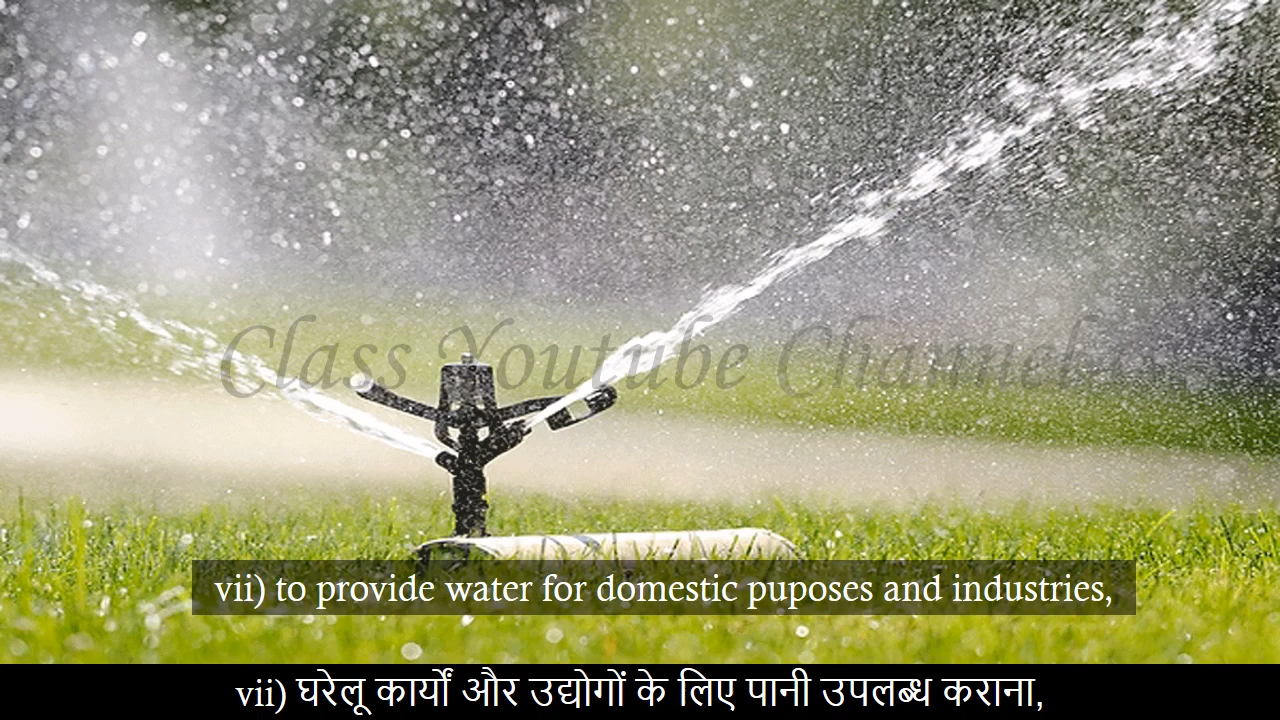 Class Youtube Channel
vii) to provide water for domestic puposes and industries,
vii) घरेलू कार्यों और उद्योगों के लिए पानी उपलब्ध कराना,